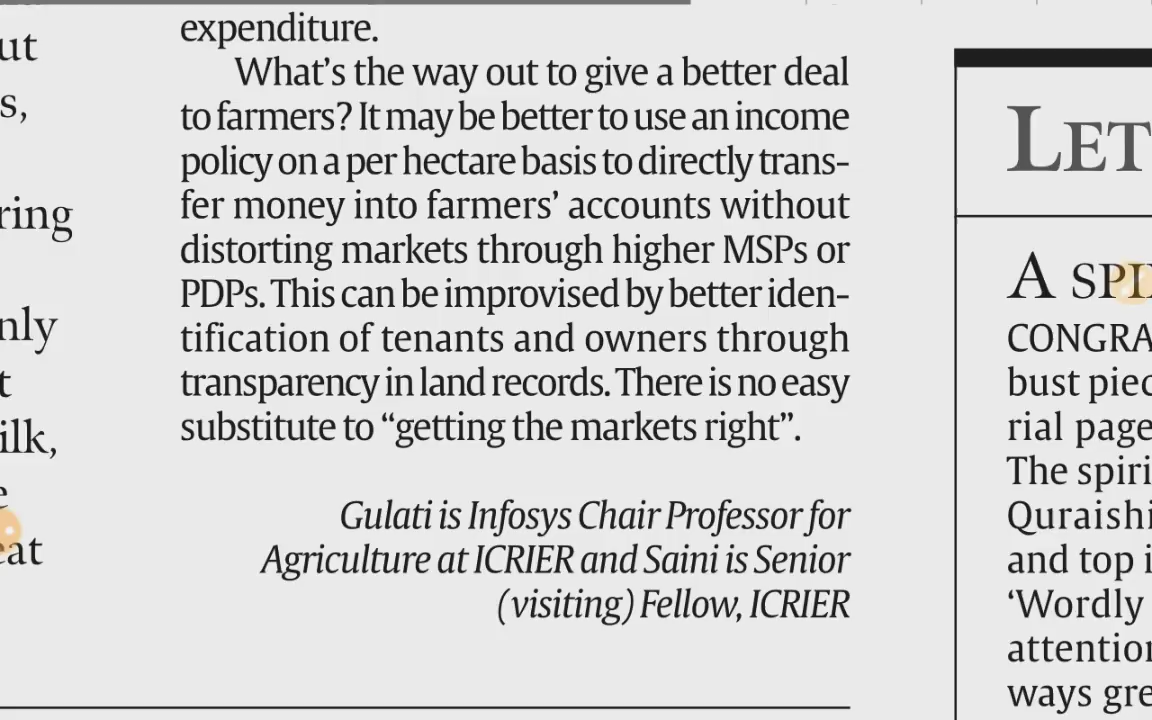 ut
s,
ring
nly
t
ilk,
e
eat
expenditure.
What's the way out to give a better deal
to farmers? It may be better to use an income
policy on a per hectare basis to directly trans-
fer money into farmers' accounts without
distorting markets through higher MSPs or
PDPs. This can be improvised by better iden-
tification of tenants and owners through
transparency in land records. There is no easy
substitute to “getting the markets right”.
Gulati is Infosys Chair Professor for
Agriculture at ICRIER and Saini is Senior
(visiting) Fellow, ICRIER
LET
A SPI
CONGRA
bust piec
rial page
The spiri
Quraishi
and top i
‘Wordly
attention
ways gre